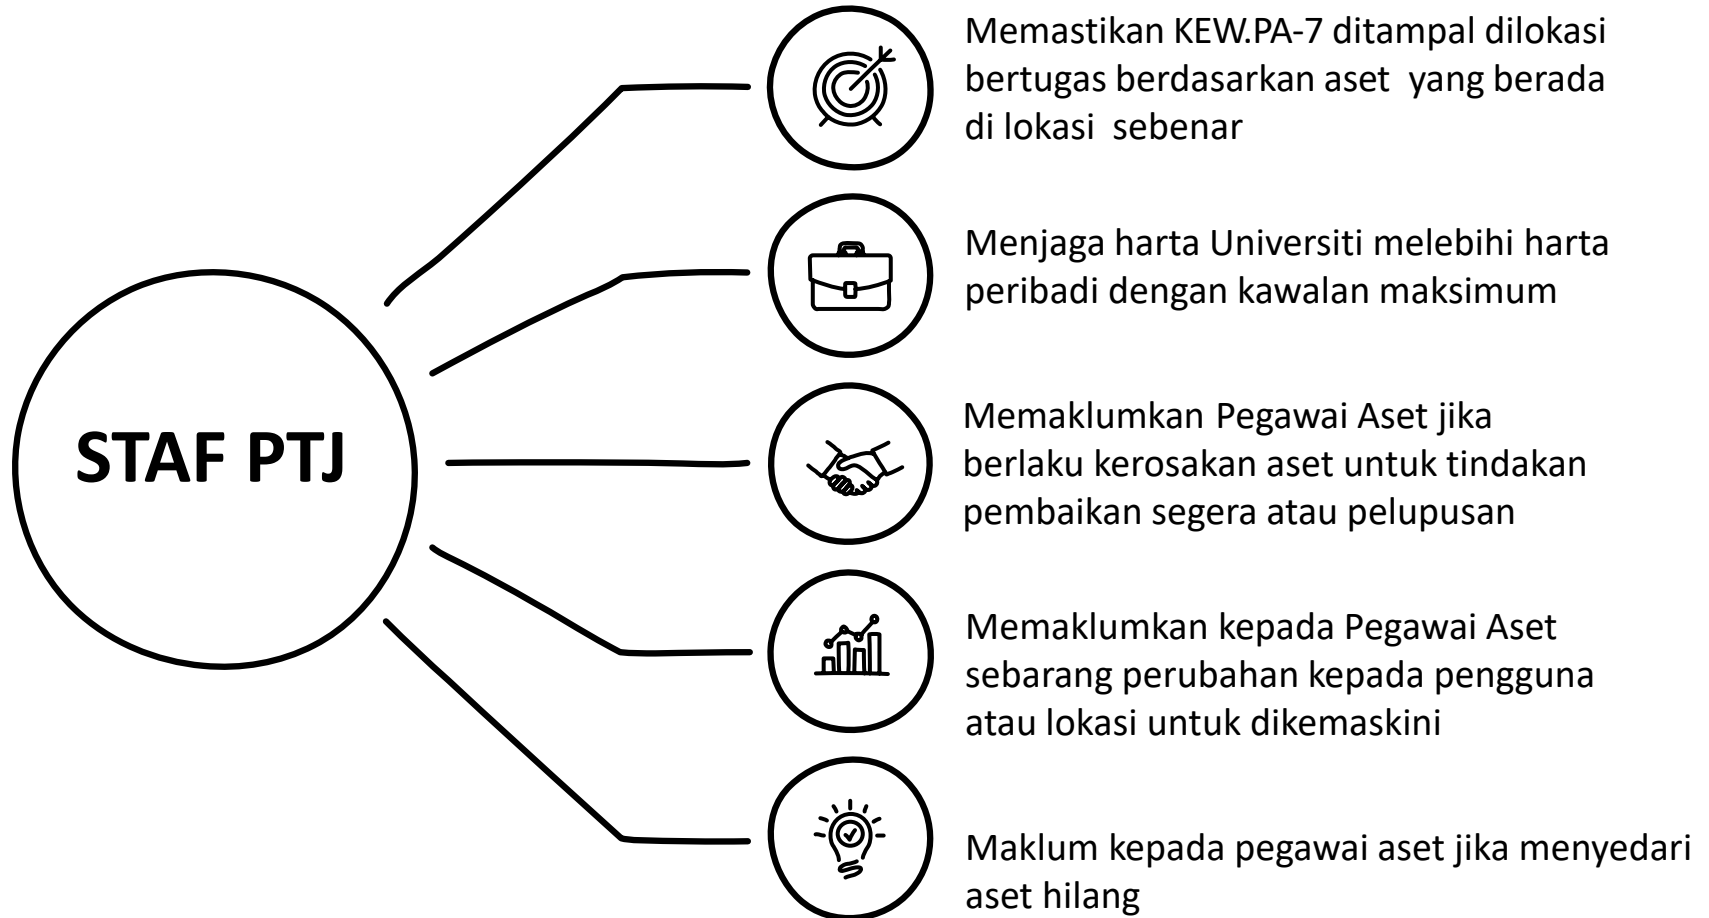 STAF PTJ
Memastikan KEW.PA-7 ditampal dilokasi
bertugas berdasarkan aset yang berada
di lokasi sebenar
Menjaga harta Universiti melebihi harta
peribadi dengan kawalan maksimum
Memaklumkan Pegawai Aset jika
berlaku kerosakan aset untuk tindakan
pembaikan segera atau pelupusan
Memaklumkan kepada Pegawai Aset
sebarang perubahan kepada pengguna
atau lokasi untuk dikemaskini
Maklum kepada pegawai aset jika menyedari
aset hilang